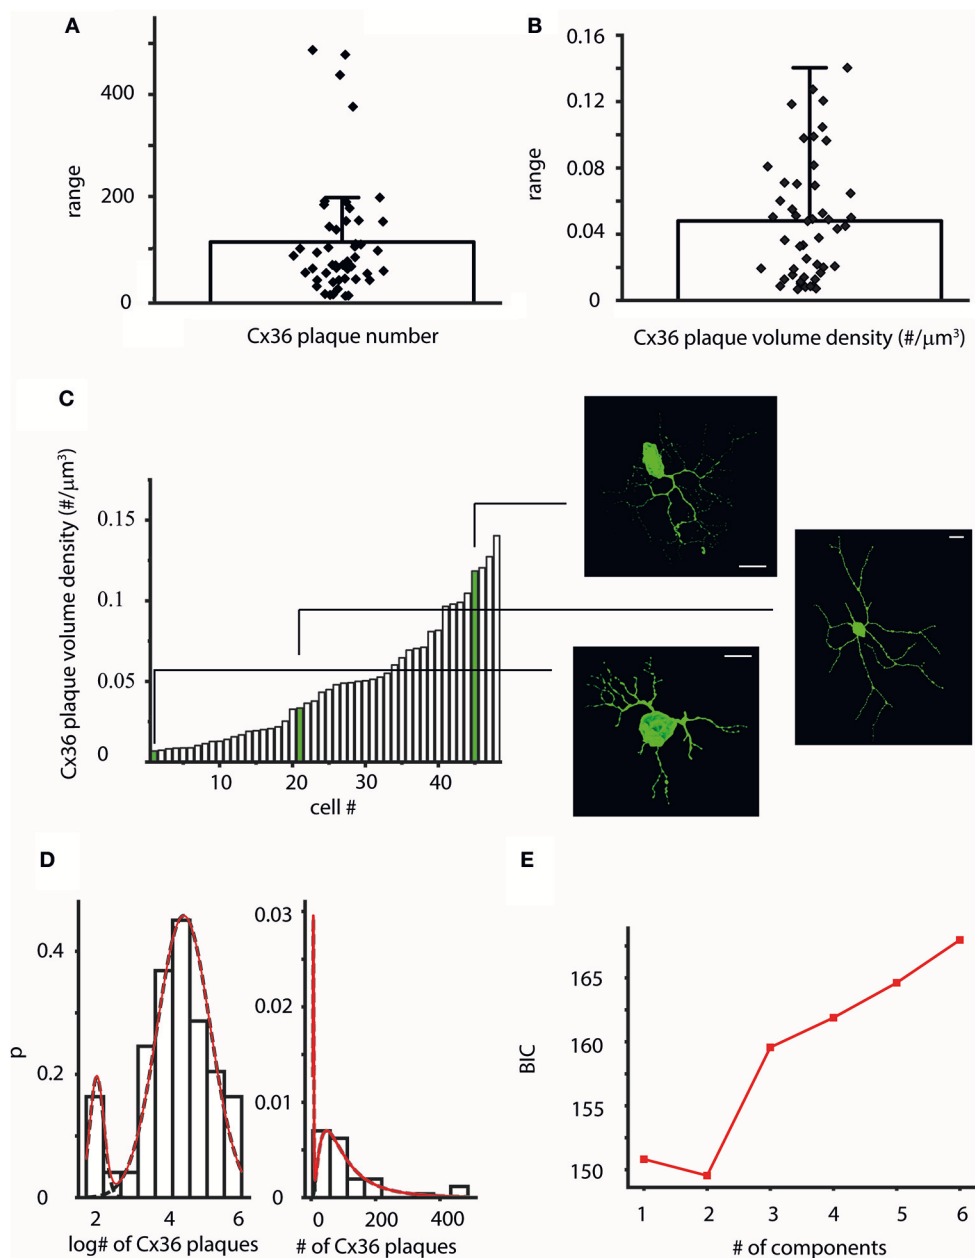 A
B
range
400
200
0
Cx36 plaque number
range
0.16
0.12
0.08
0.04
0
Cx36 plaque volume density (#/μm³)
C
Cx36 plaque volume density (#/μm³)
0.15
0.1
0.05
0
10 20 30 40
cell #
D
E
p
0.4
0.2
0
2 4 6
log# of Cx36 plaques
0.03
0.02
0.01
0
0 200 400
# of Cx36 plaques
BIC
165
160
155
150
1 2 3 4 5 6
# of components